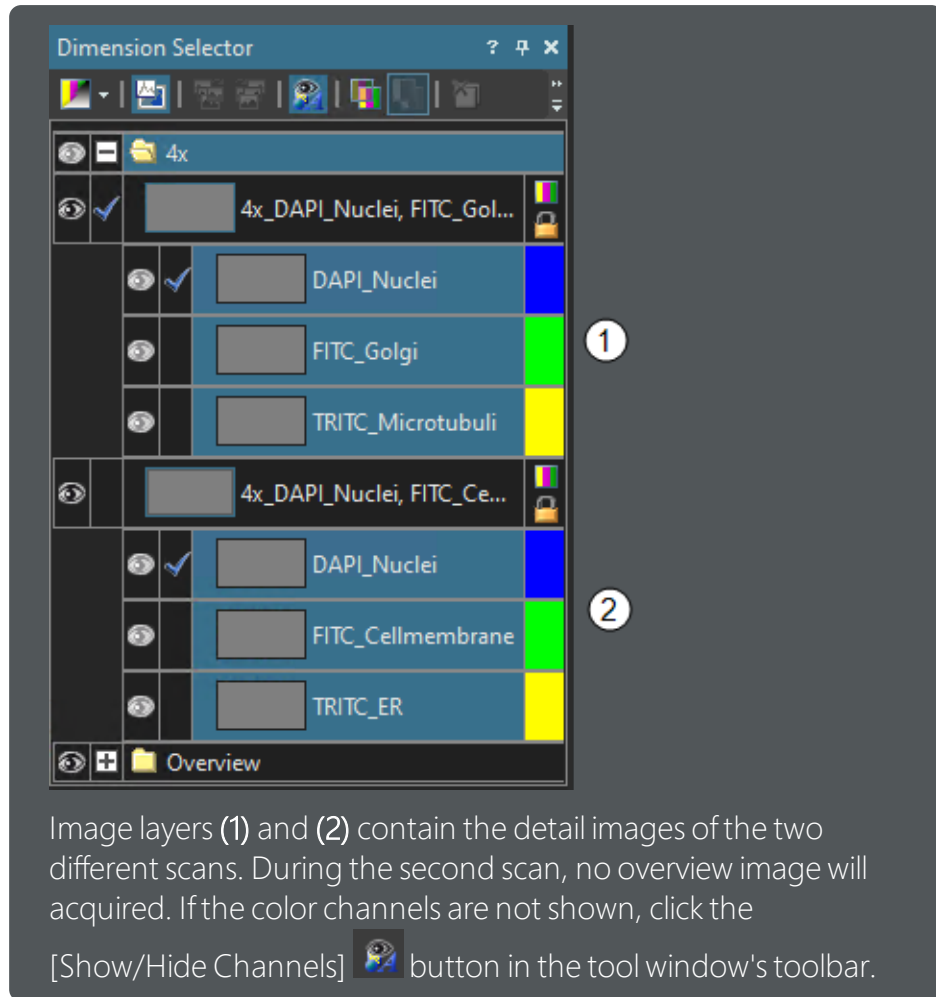 Dimension Selector
4x
4x_DAPI_Nuclei, FITC_Gol...
DAPI_Nuclei
FITC_Golgi
1
TRITC_Microtubuli
4x_DAPI_Nuclei, FITC_Ce...
DAPI_Nuclei
2
FITC_Cellmembrane
TRITC_ER
Overview
Image layers (1) and (2) contain the detail images of the two
different scans. During the second scan, no overview image will
acquired. If the color channels are not shown, click the
[Show/Hide Channels] button in the tool window's toolbar.